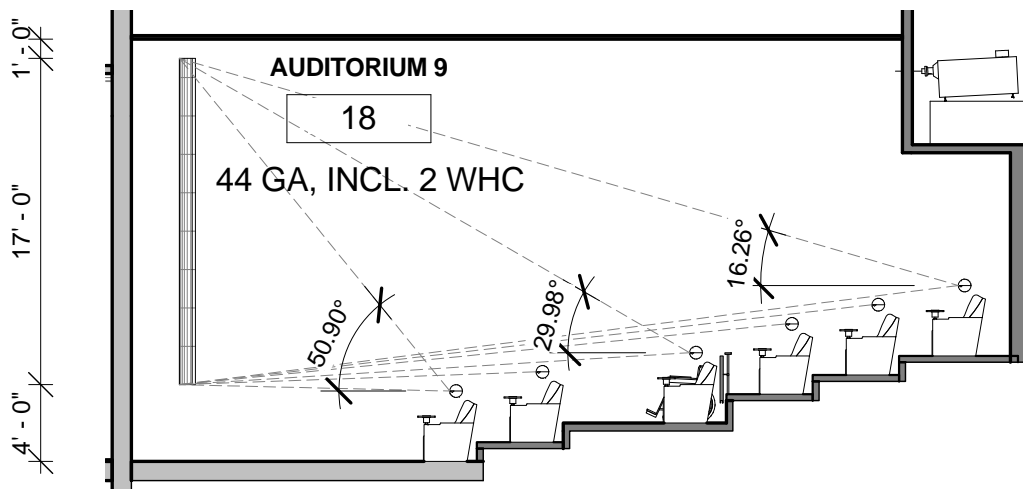 1' - 0"
AUDITORIUM 9
18
44 GA, INCL. 2 WHC
17' - 0"
16.26°
29.98°
50.90°
4' - 0"